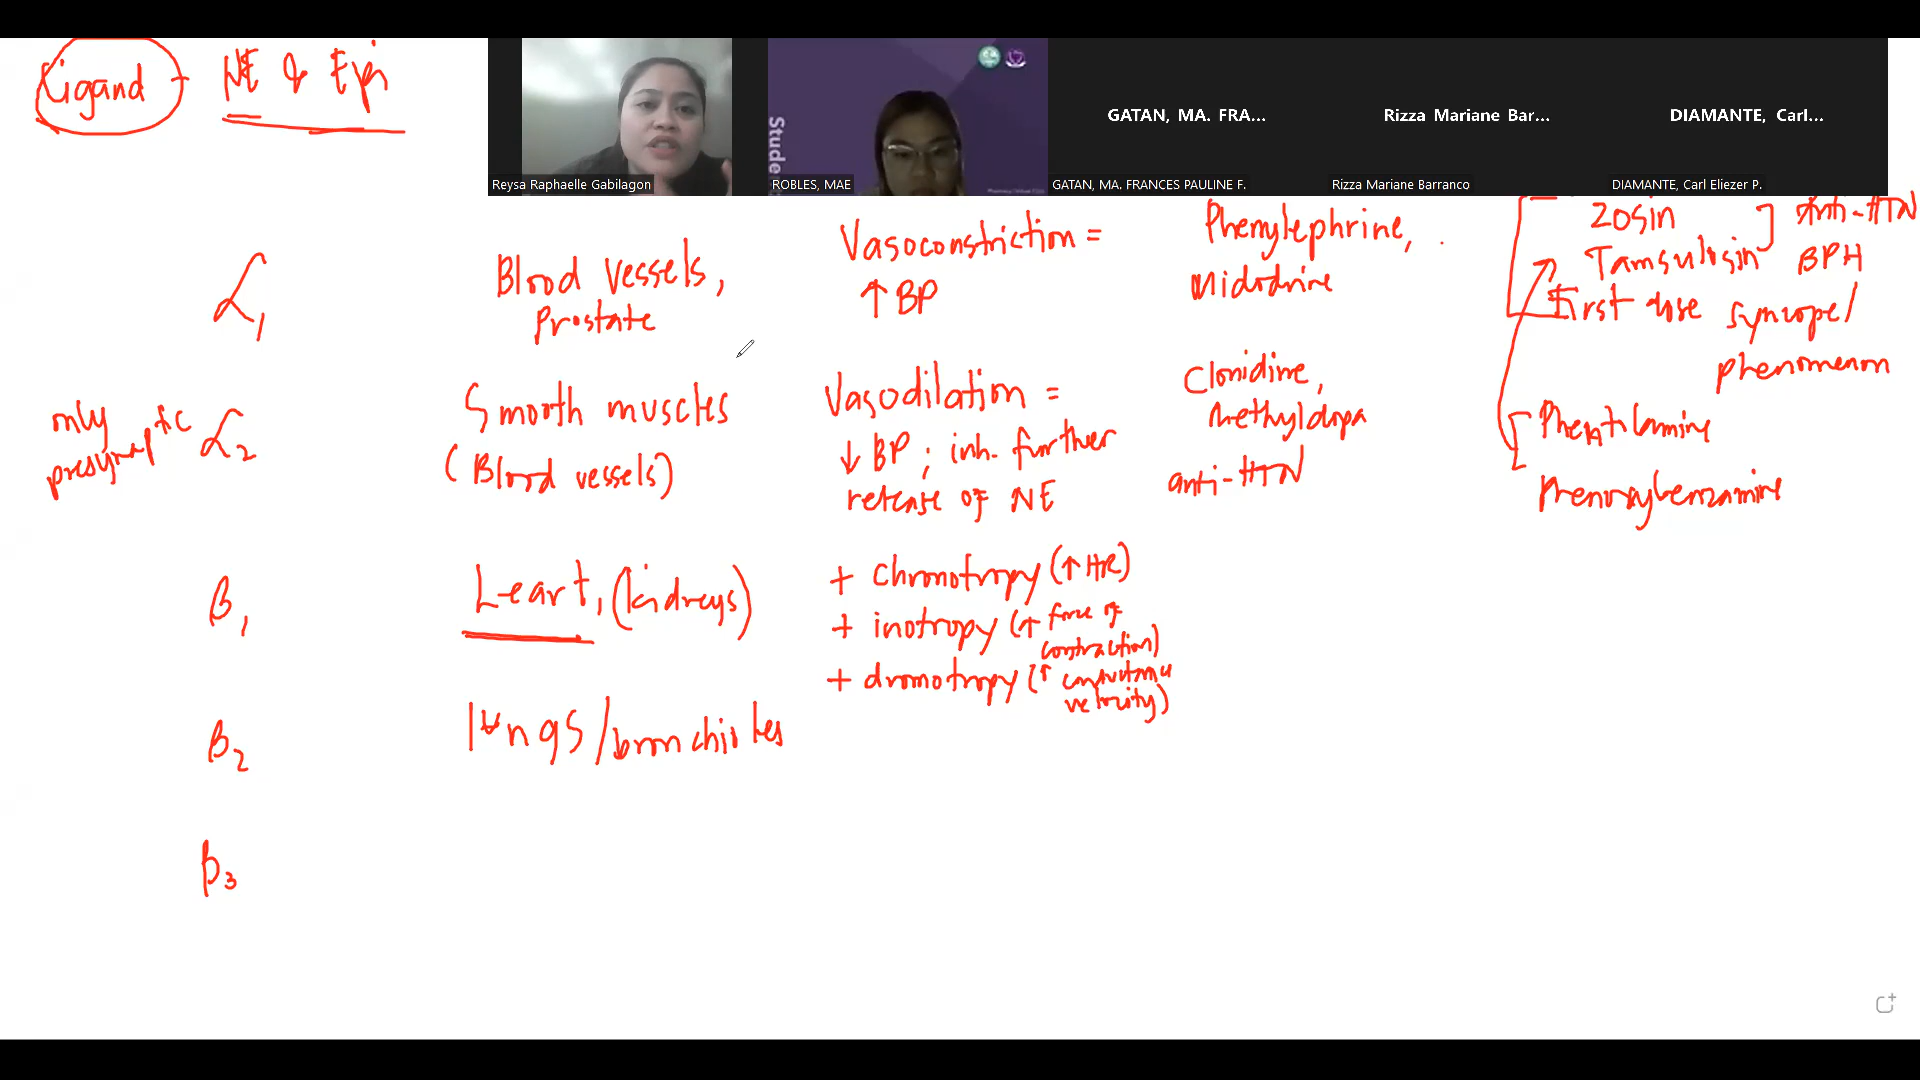 Ligand - NE & Epi
Stude
Reysa Raphaelle Gabilagon
ROBLES, MAE
GATAN, MA. FRA...
GATAN, MA. FRANCES PAULINE F.
Rizza Mariane Bar...
Rizza Mariane Barranco
DIAMANTE, Carl...
DIAMANTE, Carl Eliezer P.
α1
Blood vessels,
prostate
Vasoconstriction =
↑ BP
Phenylephrine,
Midodrine
zosin
Tamsulosin
Anti-HTN
BPH
First dose syncope/
phenomenon
only
presynaptic
α2
Smooth muscles
(Blood vessels)
Vasodilation =
↓ BP ; inh. further
release of NE
Clonidine,
Methyldopa
anti-HTN
Phentolamine
Phenoxybenzamine
β1
Heart, (kidneys)
+ chronotropy (↑ HR)
+ inotropy (↑ force of
contraction)
+ dromotropy (↑
velocity)
β2
lungs/bronchioles
β3